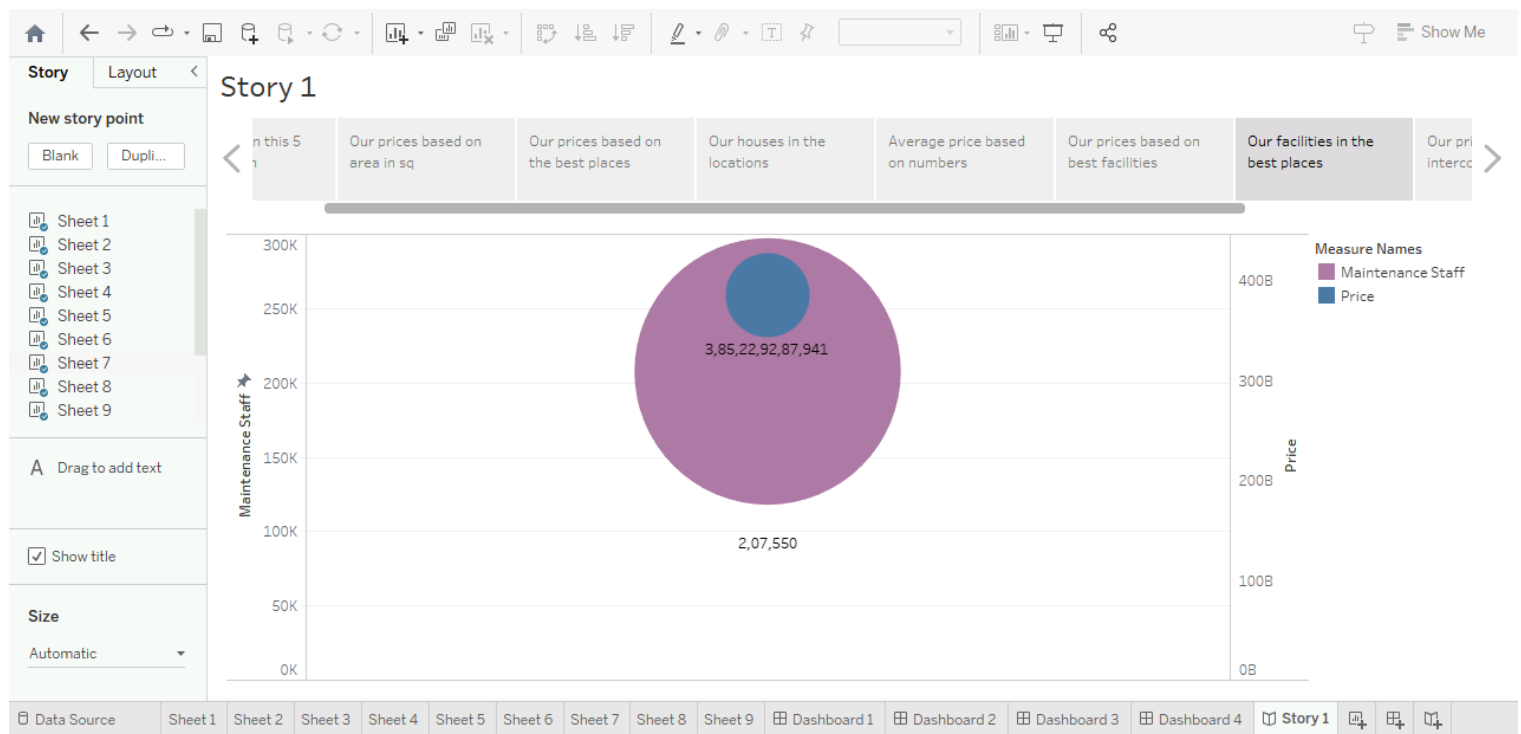 Show Me
Story Layout
New story point
Blank Dupli...
Sheet 1
Sheet 2
Sheet 3
Sheet 4
Sheet 5
Sheet 6
Sheet 7
Sheet 8
Sheet 9
A Drag to add text
Show title
Size
Automatic
Story 1
n this 5
Our prices based on
area in sq
Our prices based on
the best places
Our houses in the
locations
Average price based
on numbers
Our prices based on
best facilities
Our facilities in the
best places
Our pri
interco
Maintenance Staff
300K
250K
200K
150K
100K
50K
0K
3,85,22,92,87,941
2,07,550
400B
300B
200B
100B
0B
Price
Measure Names
Maintenance Staff
Price
Data Source Sheet 1 Sheet 2 Sheet 3 Sheet 4 Sheet 5 Sheet 6 Sheet 7 Sheet 8 Sheet 9 Dashboard 1 Dashboard 2 Dashboard 3 Dashboard 4 Story 1